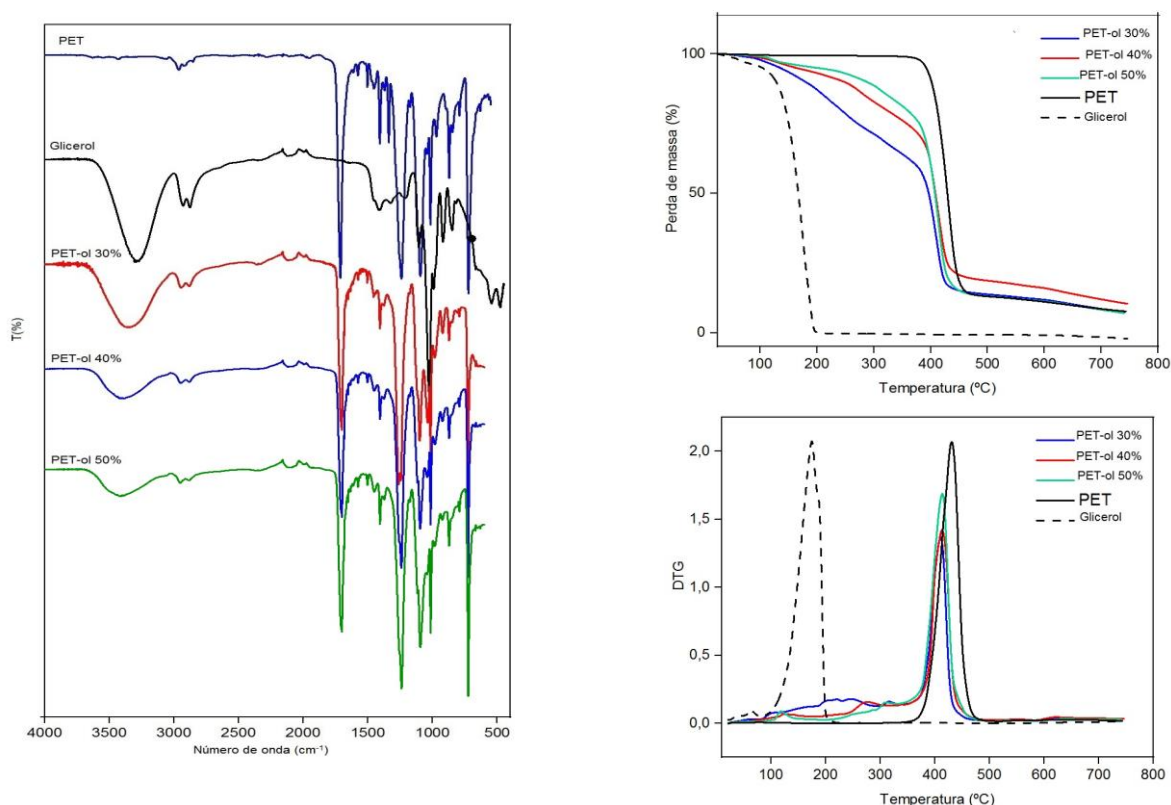 PET
Glicerol
PET-ol 30%
PET-ol 40%
PET-ol 50%
T(%)
4000 3500 3000 2500 2000 1500 1000 500
Número de onda (cm⁻¹)
PET-ol 30%
PET-ol 40%
PET-ol 50%
PET
Glicerol
100
50
0
Perda de massa (%)
0 100 200 300 400 500 600 700 800
Temperatura (ºC)
PET-ol 30%
PET-ol 40%
PET-ol 50%
PET
Glicerol
2,0
1,5
1,0
0,5
0,0
DTG
100 200 300 400 500 600 700 800
Temperatura (ºC)